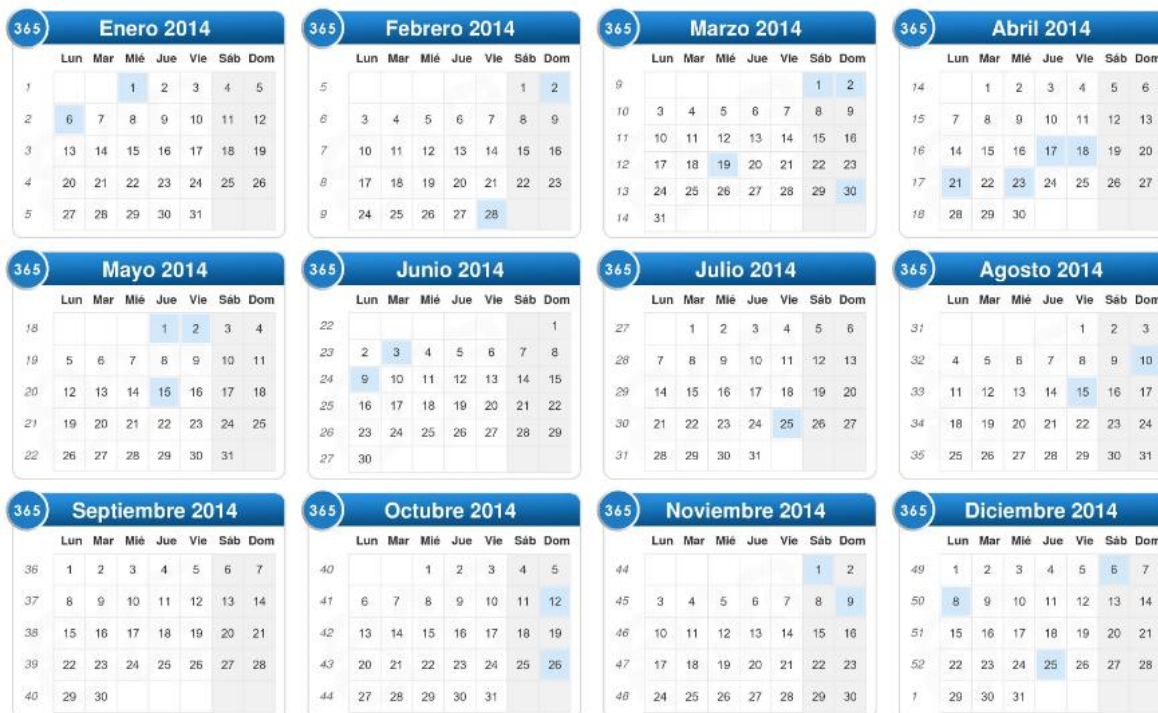 365 Enero 2014
Lun Mar Mié Jue Vie Sáb Dom
1 1 2 3 4 5
2 6 7 8 9 10 11 12
3 13 14 15 16 17 18 19
4 20 21 22 23 24 25 26
5 27 28 29 30 31
365 Febrero 2014
Lun Mar Mié Jue Vie Sáb Dom
5 1 2
6 3 4 5 6 7 8 9
7 10 11 12 13 14 15 16
8 17 18 19 20 21 22 23
9 24 25 26 27 28
365 Marzo 2014
Lun Mar Mié Jue Vie Sáb Dom
9 1 2
10 3 4 5 6 7 8 9
11 10 11 12 13 14 15 16
12 17 18 19 20 21 22 23
13 24 25 26 27 28 29 30
14 31
365 Abril 2014
Lun Mar Mié Jue Vie Sáb Dom
14 1 2 3 4 5 6
15 7 8 9 10 11 12 13
16 14 15 16 17 18 19 20
17 21 22 23 24 25 26 27
18 28 29 30
365 Mayo 2014
Lun Mar Mié Jue Vie Sáb Dom
18 1 2 3 4
19 5 6 7 8 9 10 11
20 12 13 14 15 16 17 18
21 19 20 21 22 23 24 25
22 26 27 28 29 30 31
365 Junio 2014
Lun Mar Mié Jue Vie Sáb Dom
22 1
23 2 3 4 5 6 7 8
24 9 10 11 12 13 14 15
25 16 17 18 19 20 21 22
26 23 24 25 26 27 28 29
27 30
365 Julio 2014
Lun Mar Mié Jue Vie Sáb Dom
27 1 2 3 4 5 6
28 7 8 9 10 11 12 13
29 14 15 16 17 18 19 20
30 21 22 23 24 25 26 27
31 28 29 30 31
365 Agosto 2014
Lun Mar Mié Jue Vie Sáb Dom
31 1 2 3
32 4 5 6 7 8 9 10
33 11 12 13 14 15 16 17
34 18 19 20 21 22 23 24
35 25 26 27 28 29 30 31
365 Septiembre 2014
Lun Mar Mié Jue Vie Sáb Dom
36 1 2 3 4 5 6 7
37 8 9 10 11 12 13 14
38 15 16 17 18 19 20 21
39 22 23 24 25 26 27 28
40 29 30
365 Octubre 2014
Lun Mar Mié Jue Vie Sáb Dom
40 1 2 3 4 5
41 6 7 8 9 10 11 12
42 13 14 15 16 17 18 19
43 20 21 22 23 24 25 26
44 27 28 29 30 31
365 Noviembre 2014
Lun Mar Mié Jue Vie Sáb Dom
44 1 2
45 3 4 5 6 7 8 9
46 10 11 12 13 14 15 16
47 17 18 19 20 21 22 23
48 24 25 26 27 28 29 30
365 Diciembre 2014
Lun Mar Mié Jue Vie Sáb Dom
49 1 2 3 4 5 6 7
50 8 9 10 11 12 13 14
51 15 16 17 18 19 20 21
52 22 23 24 25 26 27 28
1 29 30 31